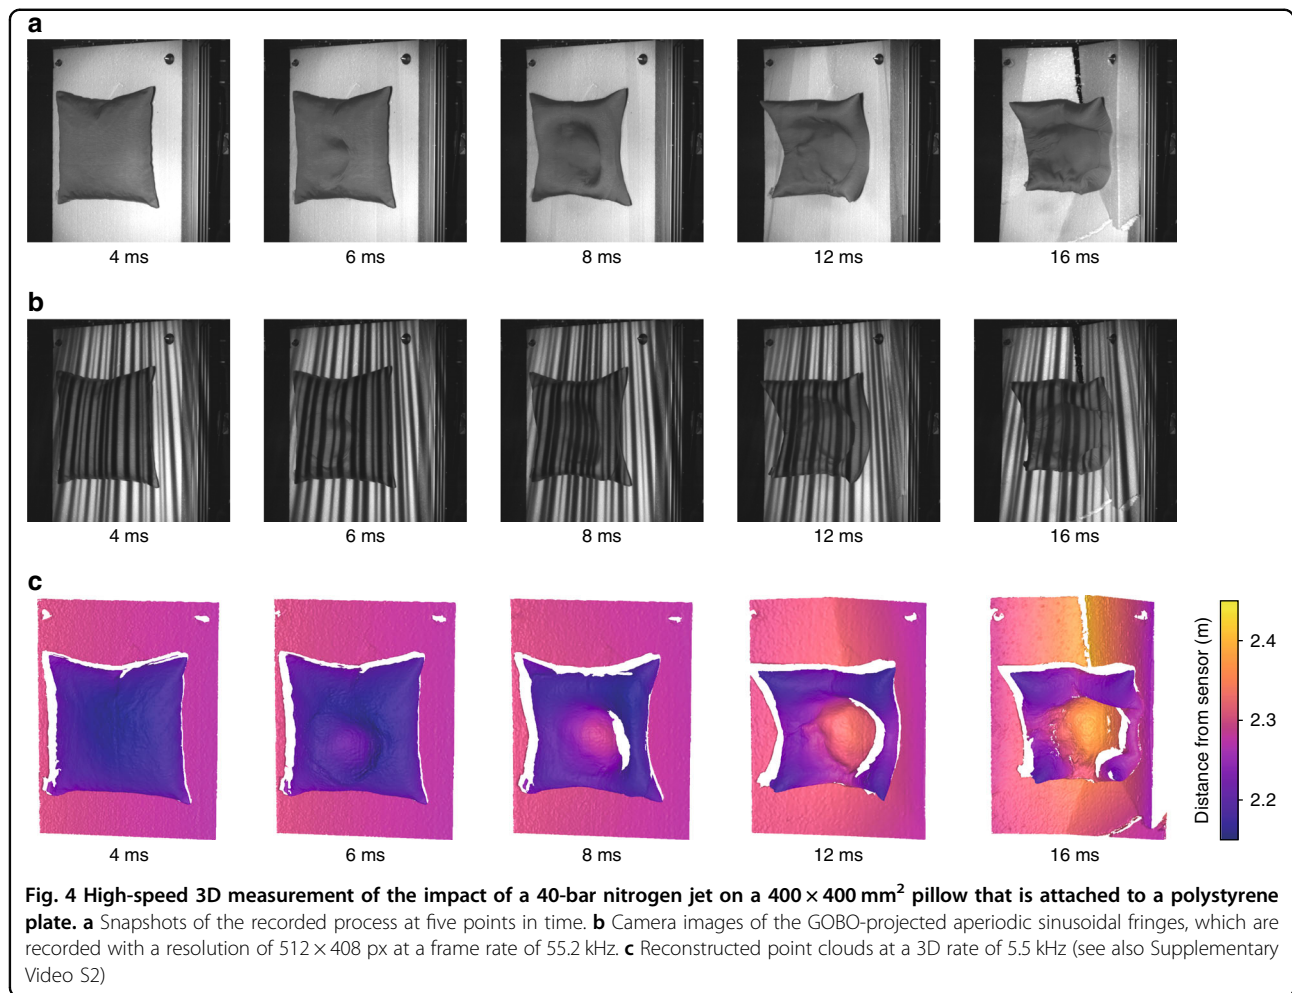 a
4 ms
6 ms
8 ms
12 ms
16 ms
b
4 ms
6 ms
8 ms
12 ms
16 ms
c
2.4
2.3
2.2
Distance from sensor (m)
4 ms
6 ms
8 ms
12 ms
16 ms
Fig. 4 High-speed 3D measurement of the impact of a 40-bar nitrogen jet on a 400 × 400 mm² pillow that is attached to a polystyrene
plate. a Snapshots of the recorded process at five points in time. b Camera images of the GOBO-projected aperiodic sinusoidal fringes, which are
recorded with a resolution of 512 × 408 px at a frame rate of 55.2 kHz. c Reconstructed point clouds at a 3D rate of 5.5 kHz (see also Supplementary
Video S2)